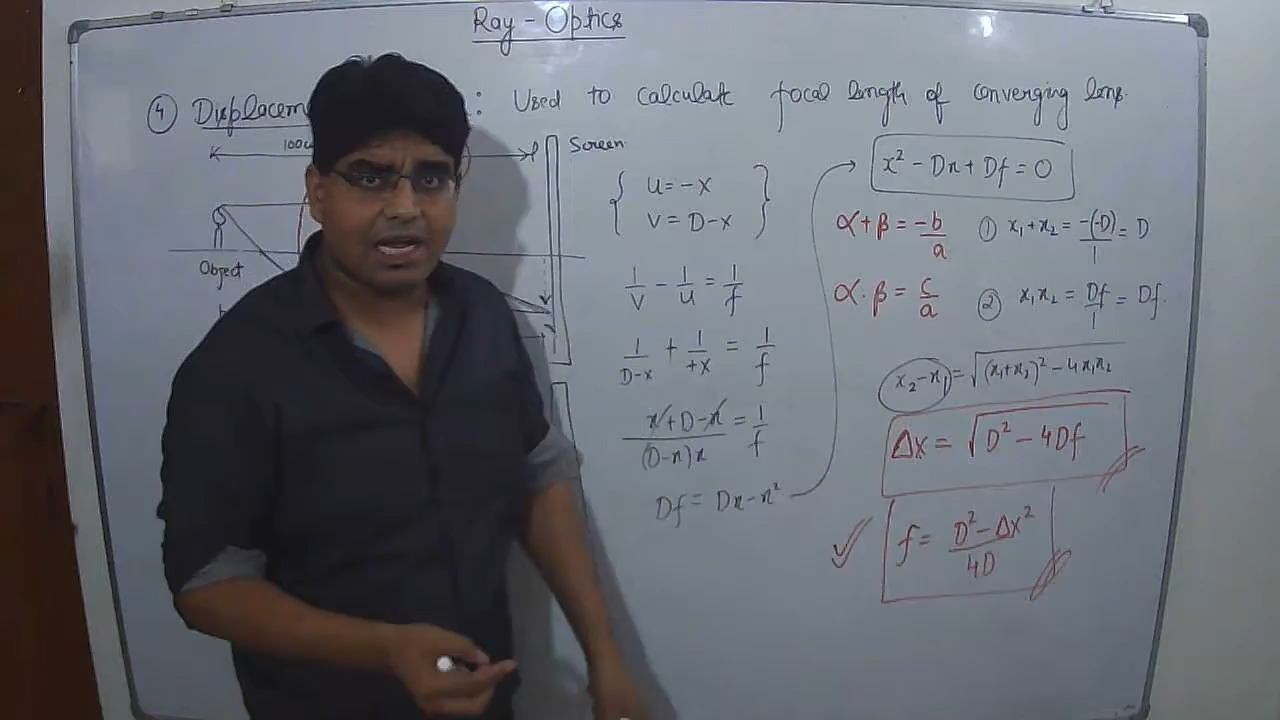 Ray - Optics
④ Displacem : Used to calculate focal length of converging lens.
100
Screen
Object
u = -x
v = D-x
1/v - 1/u = 1/f
1/D-x + 1/+x = 1/f
x+D-x/(D-x)x = 1/f
Df = Dx-x²
x² - Dx + Df = 0
α+β = -b/a
① x₁+x₂ = -(-D)/1 = D
α.β = c/a
② x₁x₂ = Df/1 = Df.
x₂-x₁ = √(x₁+x₂)² - 4x₁x₂
Δx = √D² - 4Df
f = D² - Δx²/4D